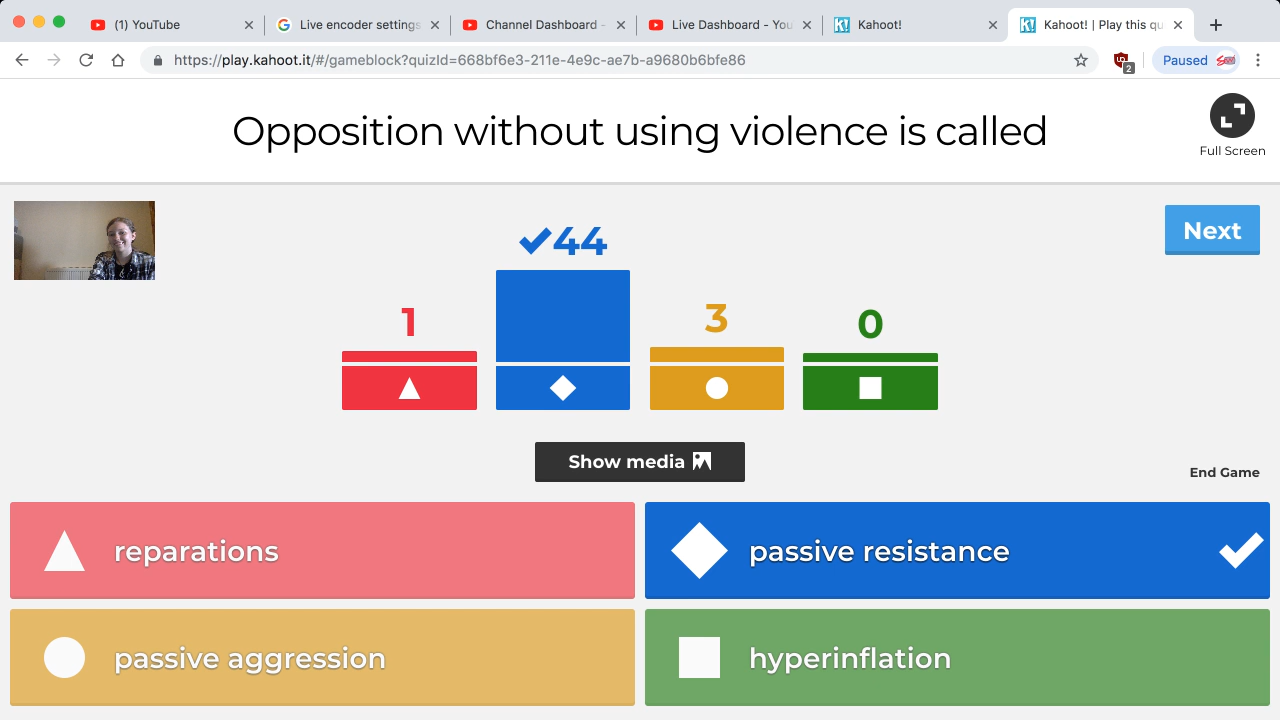 (1) YouTube
Live encoder settings
Channel Dashboard -
Live Dashboard - You
Kahoot!
Kahoot! | Play this qu
https://play.kahoot.it/#/gameblock?quizId=668bf6e3-211e-4e9c-ae7b-a9680b6bfe86
2
Paused
Opposition without using violence is called
Full Screen
Next
44
1
3
0
Show media
End Game
reparations
passive resistance
passive aggression
hyperinflation